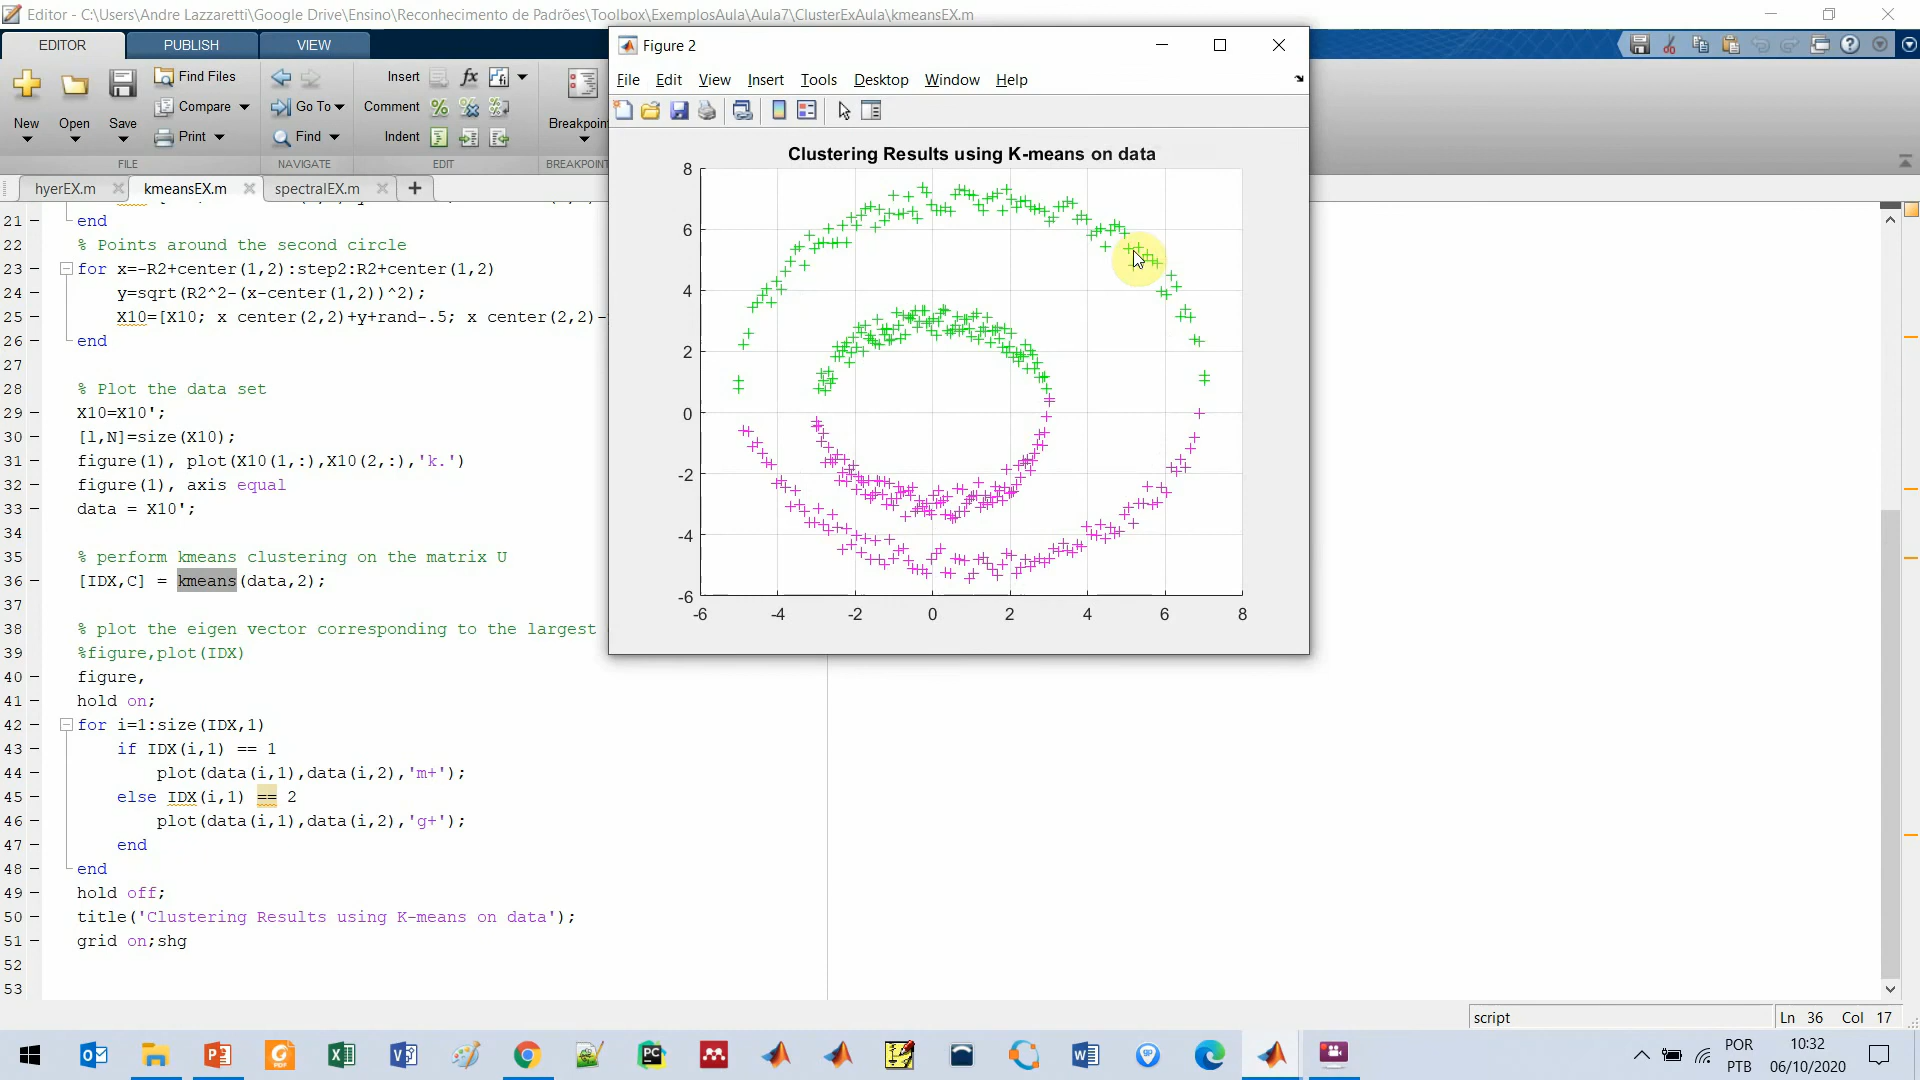 Editor - C:\Users\Andre Lazzaretti\Google Drive\Ensino\Reconhecimento de Padrões\Toolbox\ExemplosAula\Aula7\ClusterExAula\kmeansEX.m
EDITOR PUBLISH VIEW
New Open Save
Find Files
Compare
Print
Go To
Find
Insert
Comment
Indent
Breakpoin
FILE NAVIGATE EDIT BREAKPOINT
hyerEX.m kmeansEX.m spectralEX.m
21 end
22 % Points around the second circle
23 for x=-R2+center(1,2):step2:R2+center(1,2)
24 y=sqrt(R2^2-(x-center(1,2))^2);
25 X10=[X10; x center(2,2)+y+rand-.5; x center(2,2)-
26 end
27
28 % Plot the data set
29 X10=X10';
30 [l,N]=size(X10);
31 figure(1), plot(X10(1,:),X10(2,:),'k.')
32 figure(1), axis equal
33 data = X10';
34
35 % perform kmeans clustering on the matrix U
36 [IDX,C] = kmeans(data,2);
37
38 % plot the eigen vector corresponding to the largest
39 %figure,plot(IDX)
40 figure,
41 hold on;
42 for i=1:size(IDX,1)
43 if IDX(i,1) == 1
44 plot(data(i,1),data(i,2),'m+');
45 else IDX(i,1) == 2
46 plot(data(i,1),data(i,2),'g+');
47 end
48 end
49 hold off;
50 title('Clustering Results using K-means on data');
51 grid on;shg
52
53
Figure 2
File Edit View Insert Tools Desktop Window Help
Clustering Results using K-means on data
8
6
4
2
0
-2
-4
-6
-6 -4 -2 0 2 4 6 8
script Ln 36 Col 17
POR
PTB
10:32
06/10/2020